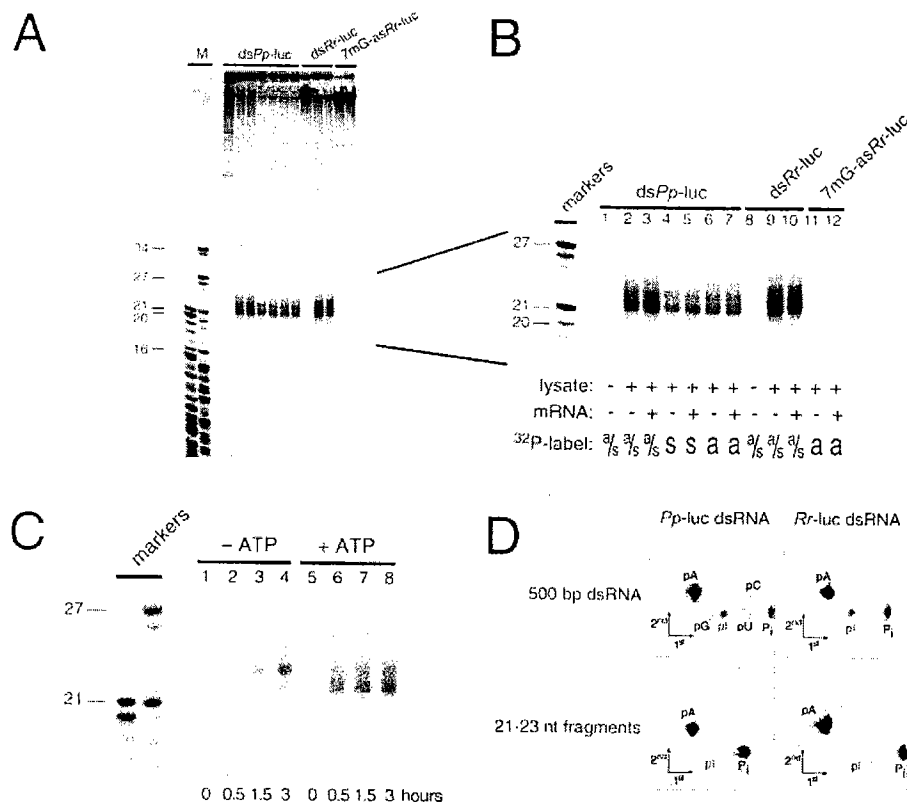 A
M
dsPp-luc
dsRr-luc
7mG-asRr-luc
34
27
21
20
16
B
markers
dsPp-luc
dsRr-luc
7mG-asRr-luc
1 2 3 4 5 6 7 8 9 10 11 12
27
21
20
lysate: - + + + + + + - + + + +
mRNA: - - + - + - + - - + - +
32P-label: a/s a/s a/s s s a a a/s a/s a/s a a
C
markers
– ATP
+ ATP
1 2 3 4 5 6 7 8
27
21
0 0.5 1.5 3 0 0.5 1.5 3 hours
D
Pp-luc dsRNA
Rr-luc dsRNA
500 bp dsRNA
pA
pC
pG
pI
pU
Pi
2nd
1st
pA
pI
Pi
2nd
1st
21-23 nt fragments
pA
pI
Pi
2nd
1st
pA
pI
Pi
2nd
1st